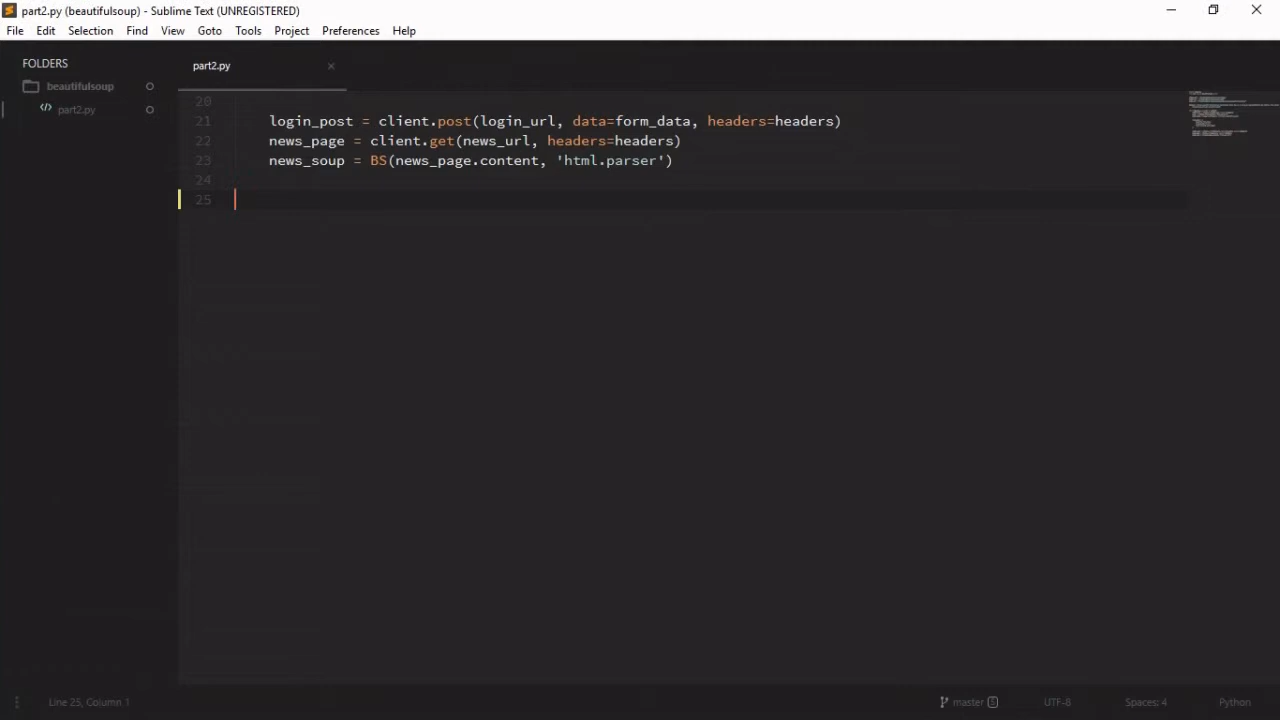 part2.py (beautifulsoup) - Sublime Text (UNREGISTERED)
File Edit Selection Find View Goto Tools Project Preferences Help
FOLDERS
beautifulsoup
part2.py
part2.py
20
21 login_post = client.post(login_url, data=form_data, headers=headers)
22 news_page = client.get(news_url, headers=headers)
23 news_soup = BS(news_page.content, 'html.parser')
24
25
Line 25, Column 1
master 5
UTF-8
Spaces: 4
Python